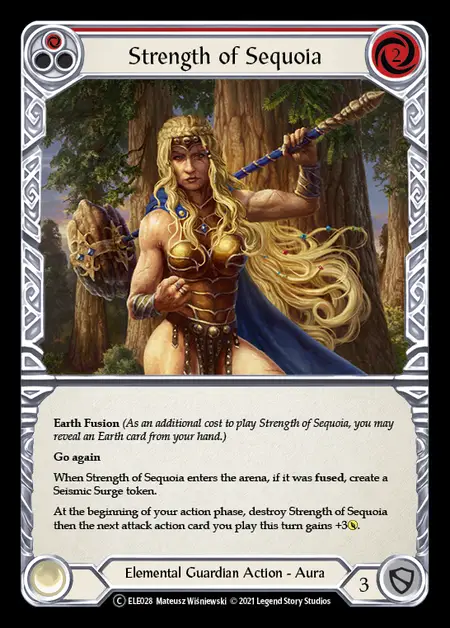 Strength of Sequoia
2
Earth Fusion (As an additional cost to play Strength of Sequoia, you may
reveal an Earth card from your hand.)
Go again
When Strength of Sequoia enters the arena, if it was fused, create a
Seismic Surge token.
At the beginning of your action phase, destroy Strength of Sequoia
then the next attack action card you play this turn gains +3.
Elemental Guardian Action - Aura
3
C ELE028 Mateusz Wiśniewski © 2021 Legend Story Studios